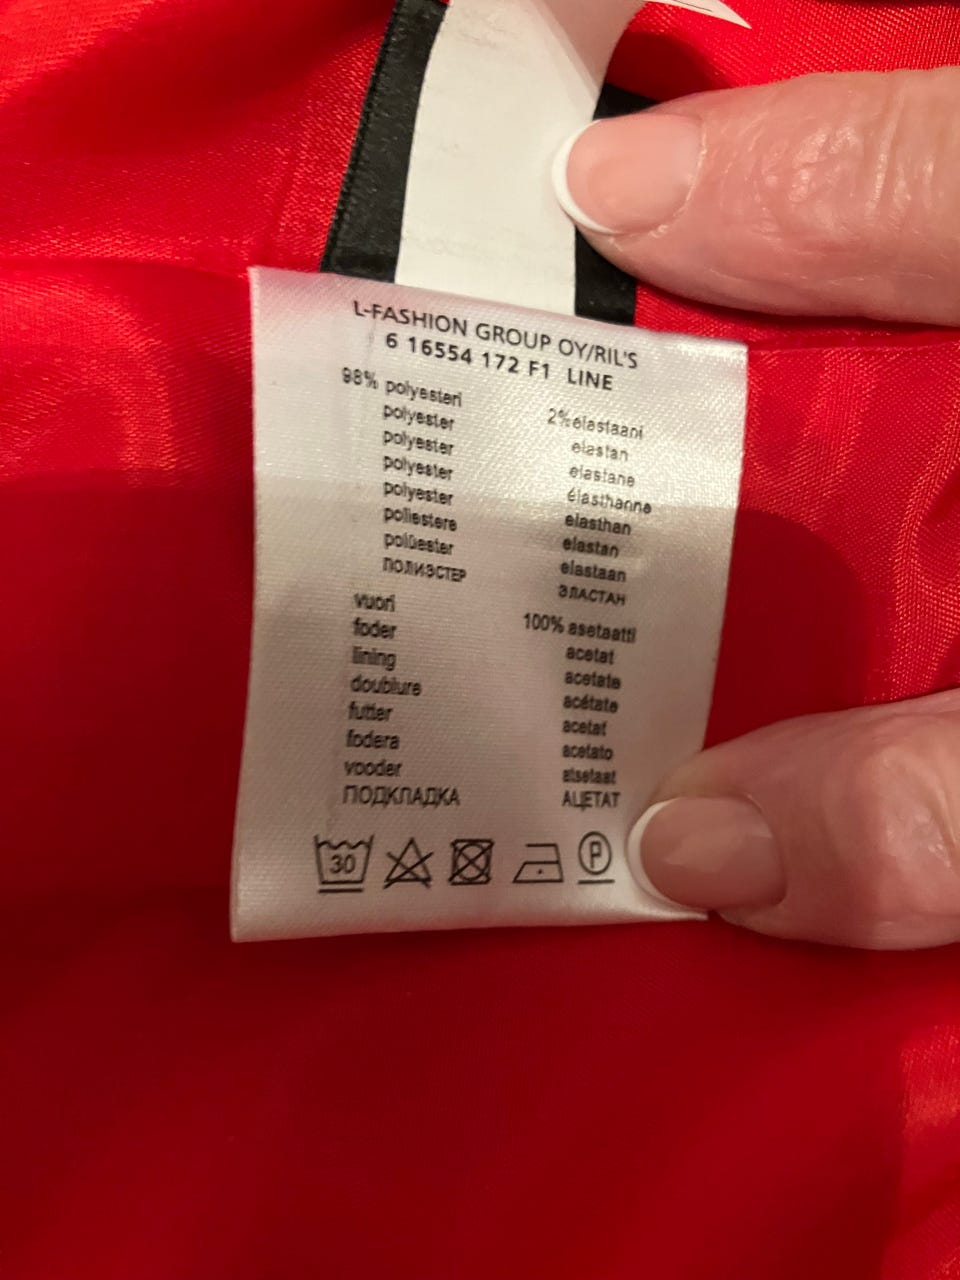 L-FASHION GROUP OY/RIL'S
6 16554 172 F1 LINE
98% polyesteri 2% elastaani
polyester elastan
polyester elastane
polyester élasthanne
polyester elasthan
poliestere elastan
polüester elastaan
ПОЛИЭСТЕР ЭЛАСТАН
vuori 100% asetaatti
foder acetat
lining acetate
doublure acétate
futter acetat
fodera acetato
vooder atsetaat
ПОДКЛАДКА АЦЕТАТ
30 P